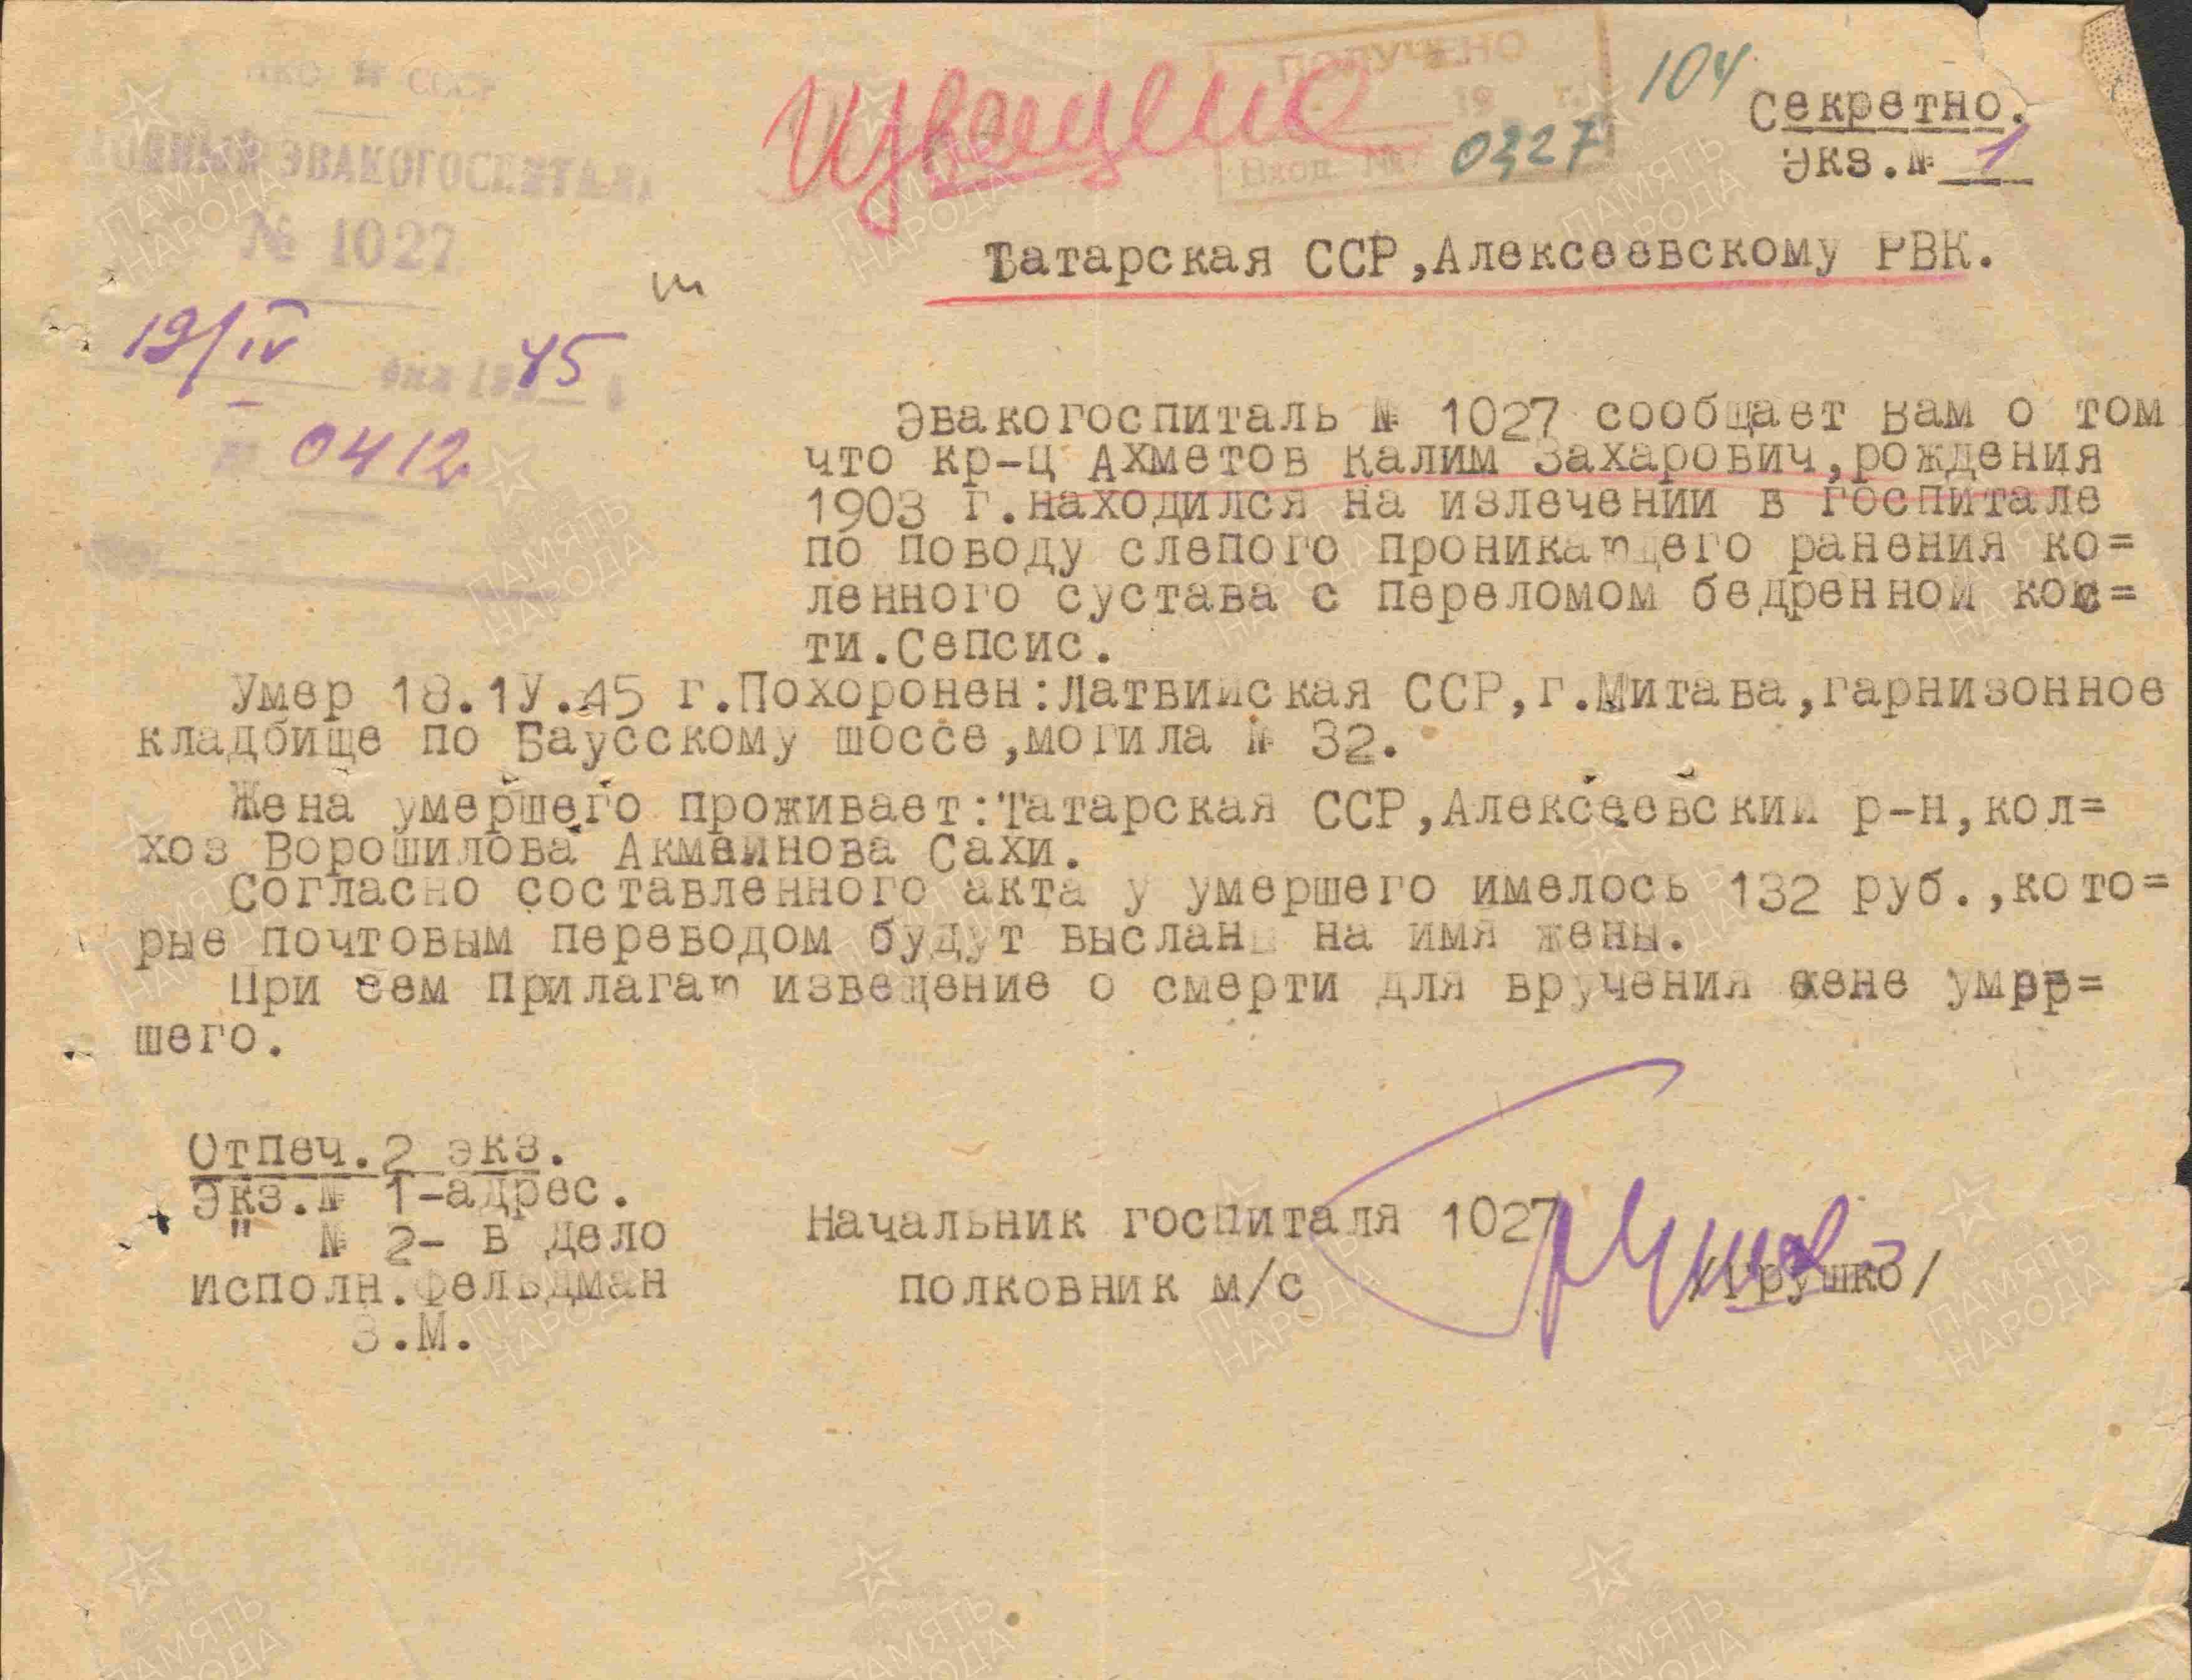 НКО СССР
ЭВАКОГОСПИТАЛЬ
№ 1027
19/IV 1945
0412
ПОЛУЧЕНО
19 г.
Вход. № 0327
104
Секретно.
Экз.№ 1
Татарская ССР,Алексеевскому РВК.
Эвакогоспиталь № 1027 сообщает Вам о том
что кр-ц Ахметов Калим Захарович,рождения
1903 г.находился на излечении в госпитале
по поводу слепого проникающего ранения ко=
ленного сустава с переломом бедренной кос=
ти.Сепсис.
Умер 18.1У.45 г.Похоронен:Латвийская ССР,г.Митава,гарнизонное
кладбище по Баусскому шоссе,могила № 32.
Жена умершего проживает:Татарская ССР,Алексеевский р-н,кол=
хоз Ворошилова Акмеинова Сахи.
Согласно составленного акта у умершего имелось 132 руб.,кото=
рые почтовым переводом будут высланы на имя жены.
При сем прилагаю извещение о смерти для вручения жене умер=
шего.
Отпеч.2 экз.
Экз.№ 1-адрес.
" № 2- в дело
исполн.Фельдман
З.М.
Начальник госпиталя 1027
полковник м/с /Грушко/
ПАМЯТЬ
НАРОДА